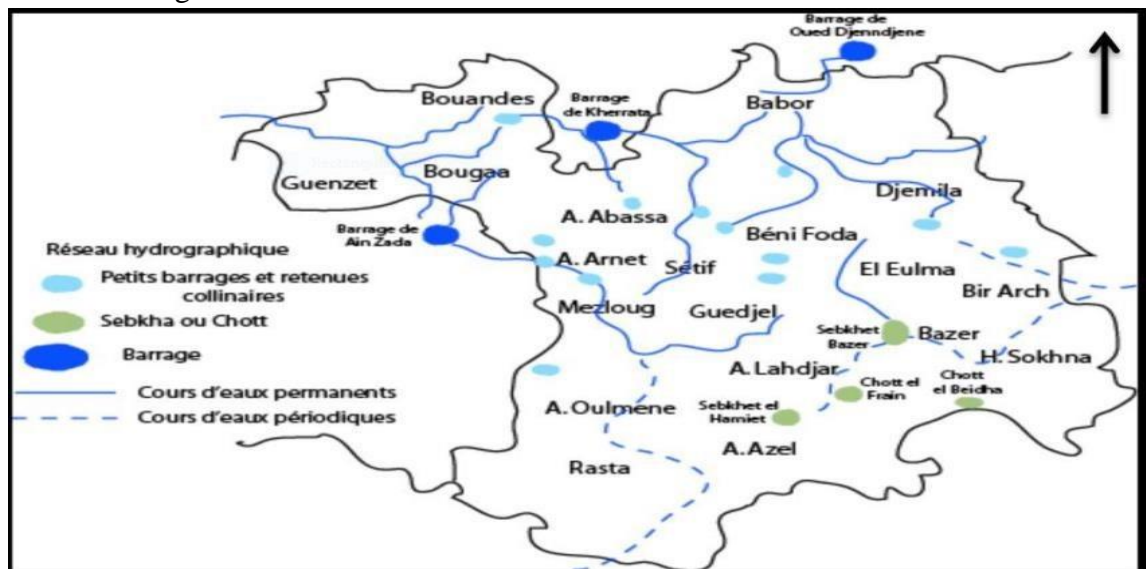 Barrage de
Oued Djenndjene
Bouandes
Barrage
de Kherrata
Babor
Guenzet
Bougaa
Djemila
A. Abassa
Barrage de
Ain Zada
Béni Foda
A. Arnet
Sétif
El Eulma
Bir Arch
Mezloug
Guedjel
Sebkhet
Bazer
Bazer
H. Sokhna
A. Lahdjar
Chott el
Frain
Chott
el Beidha
A. Oulmene
Sebkhet el
Hamiet
A. Azel
Rasta
Réseau hydrographique
Petits barrages et retenues
collinaires
Sebkha ou Chott
Barrage
Cours d'eaux permanents
Cours d'eaux périodiques